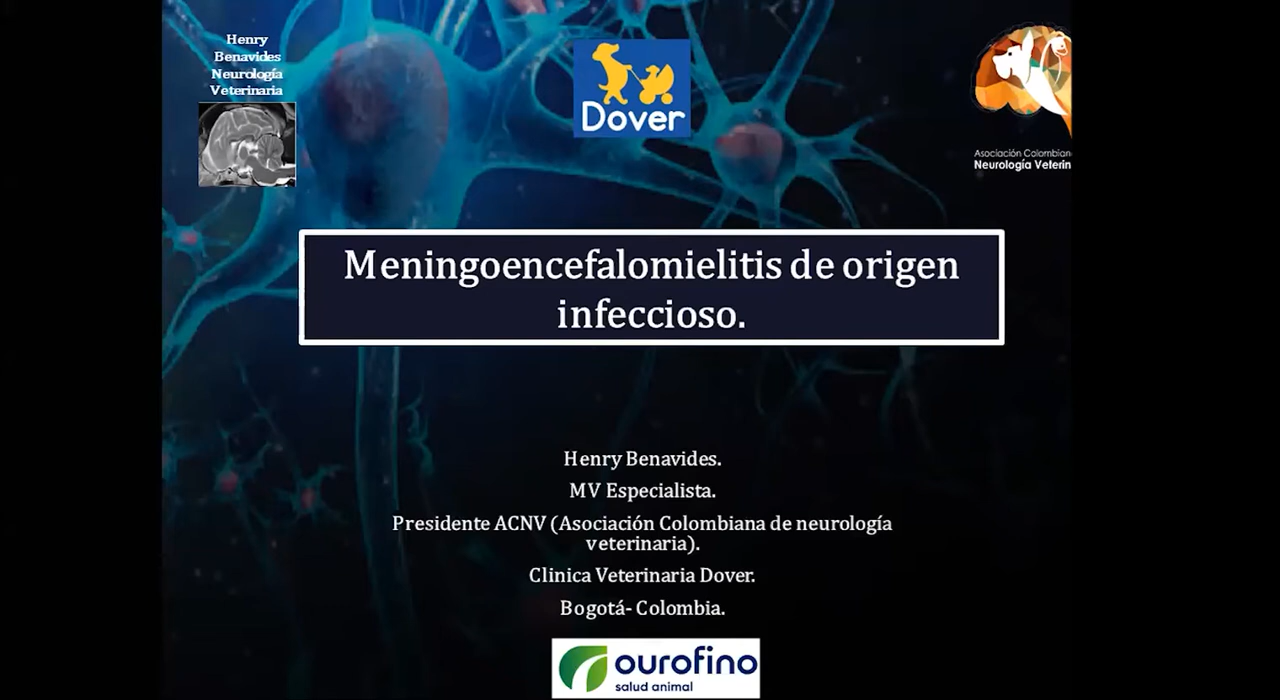 Henry
Benavides
Neurología
Veterinaria
Dover
Asociación Colombian
Neurología Veterin
Meningoencefalomielitis de origen
infeccioso.
Henry Benavides.
MV Especialista.
Presidente ACNV (Asociación Colombiana de neurología
veterinaria).
Clinica Veterinaria Dover.
Bogotá- Colombia.
ourofino
salud animal